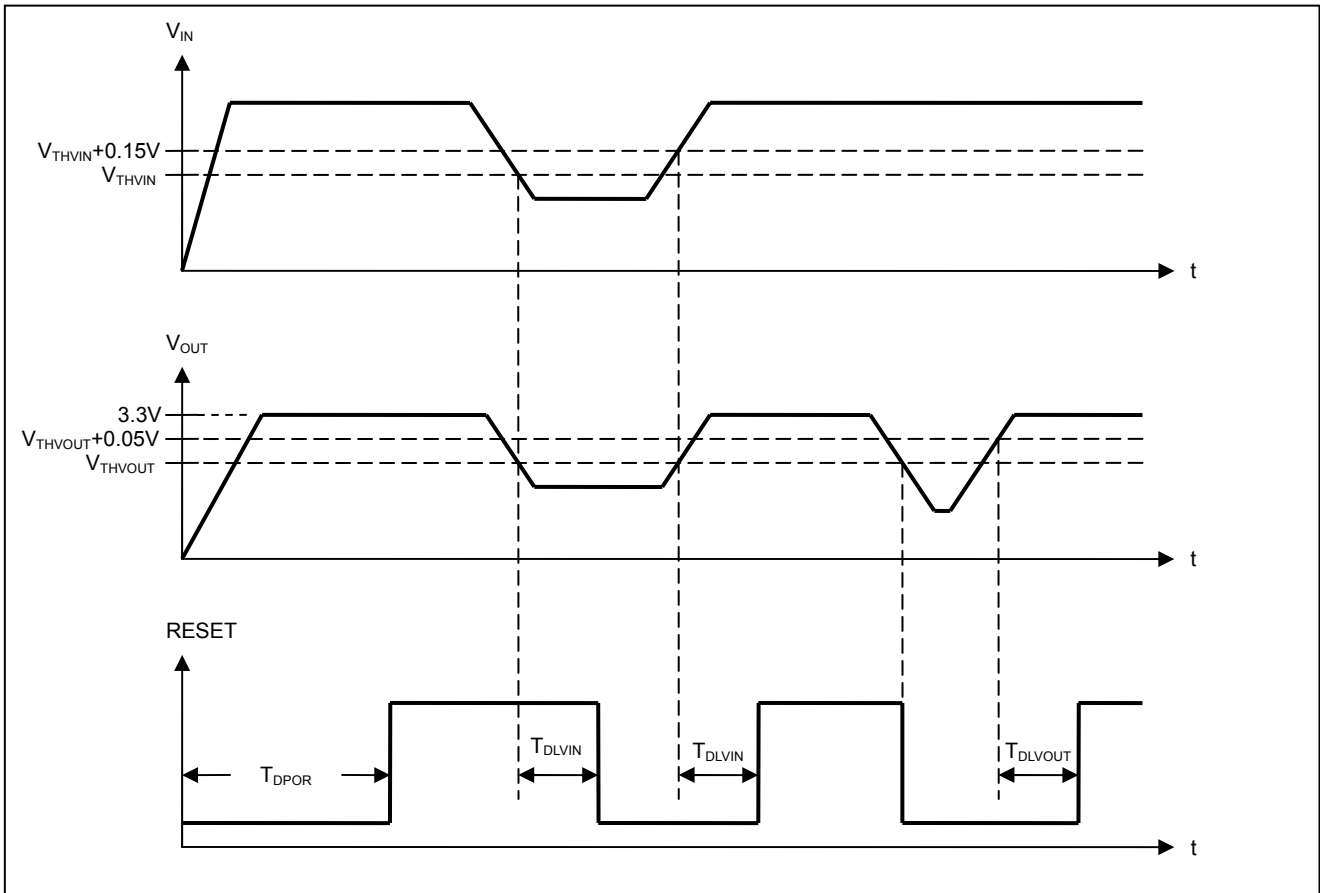 V_IN
V_THVIN+0.15V
V_THVIN
t
V_OUT
3.3V
V_THVOUT+0.05V
V_THVOUT
t
RESET
T_DPOR
T_DLVIN
T_DLVIN
T_DLVOUT
t